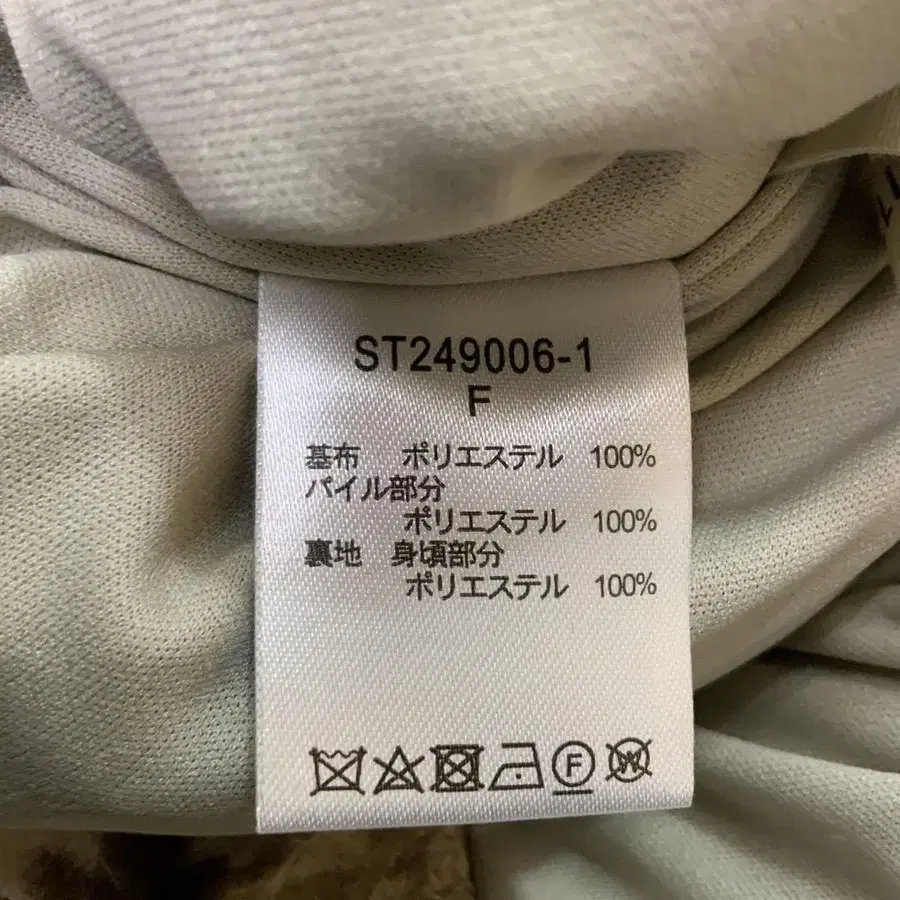 ST249006-1
F
基布 ポリエステル 100%
パイル部分
ポリエステル 100%
裏地 身頃部分
ポリエステル 100%
F W